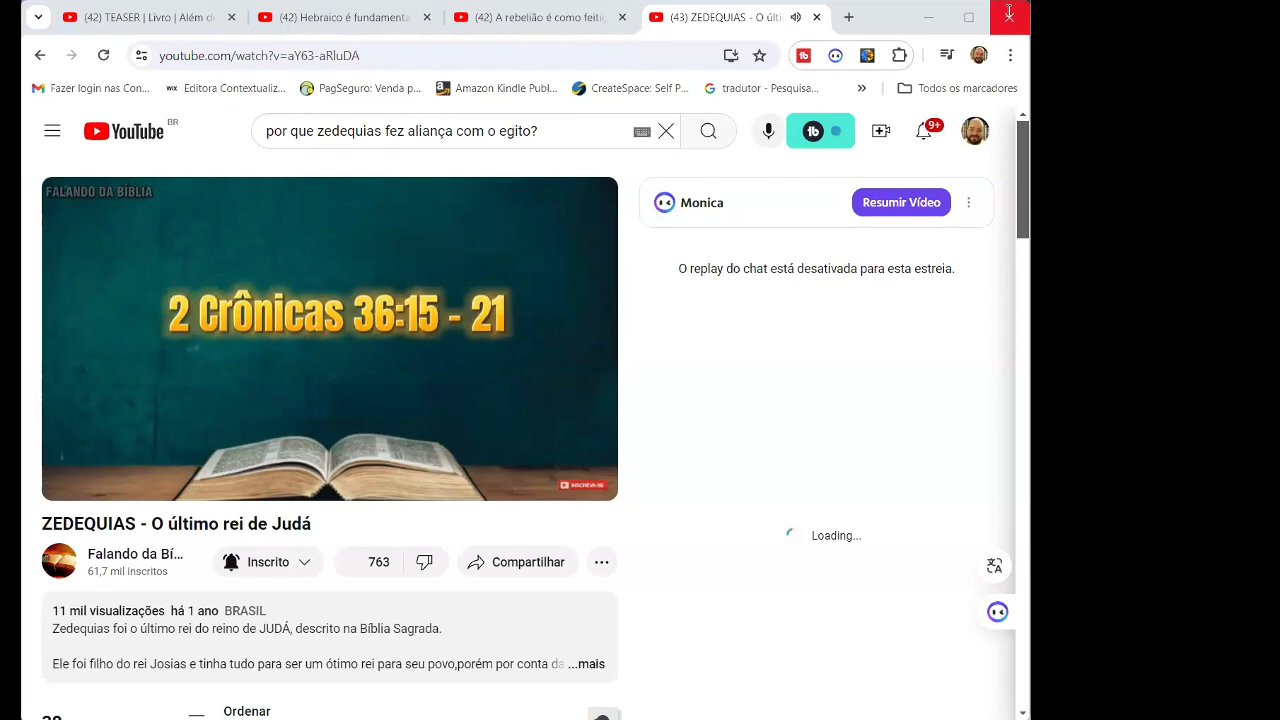 (42) TEASER | Livro | Além d
(42) Herodes é fundamenta
(42) A rebelião é como feitiç
(43) ZEDEQUIAS - O últi
youtube.com/watch?v=aY63-aRluDA
Fazer login nas Con...
WIX
Editora Contextualiz...
PagSeguro: Venda p...
Amazon Kindle Publ...
CreateSpace: Self P...
tradutor - Pesquisa...
»
Todos os marcadores
YouTube BR
por que zedequias fez aliança com o egito?
9+
FALANDO DA BÍBLIA
2 Crônicas 36:15 - 21
INSCREVA-SE
Monica
Resumir Vídeo
O replay do chat está desativada para esta estreia.
Loading...
ZEDEQUIAS - O último rei de Judá
Falando da Bí...
61,7 mil inscritos
Inscrito
763
Compartilhar
11 mil visualizações há 1 ano BRASIL
Zedequias foi o último rei do reino de JUDÁ, escrito na Bíblia Sagrada.
Ele foi filho do rei Josias e tinha tudo para ser um ótimo rei para seu povo,porém por conta da ...mais
Ordenar